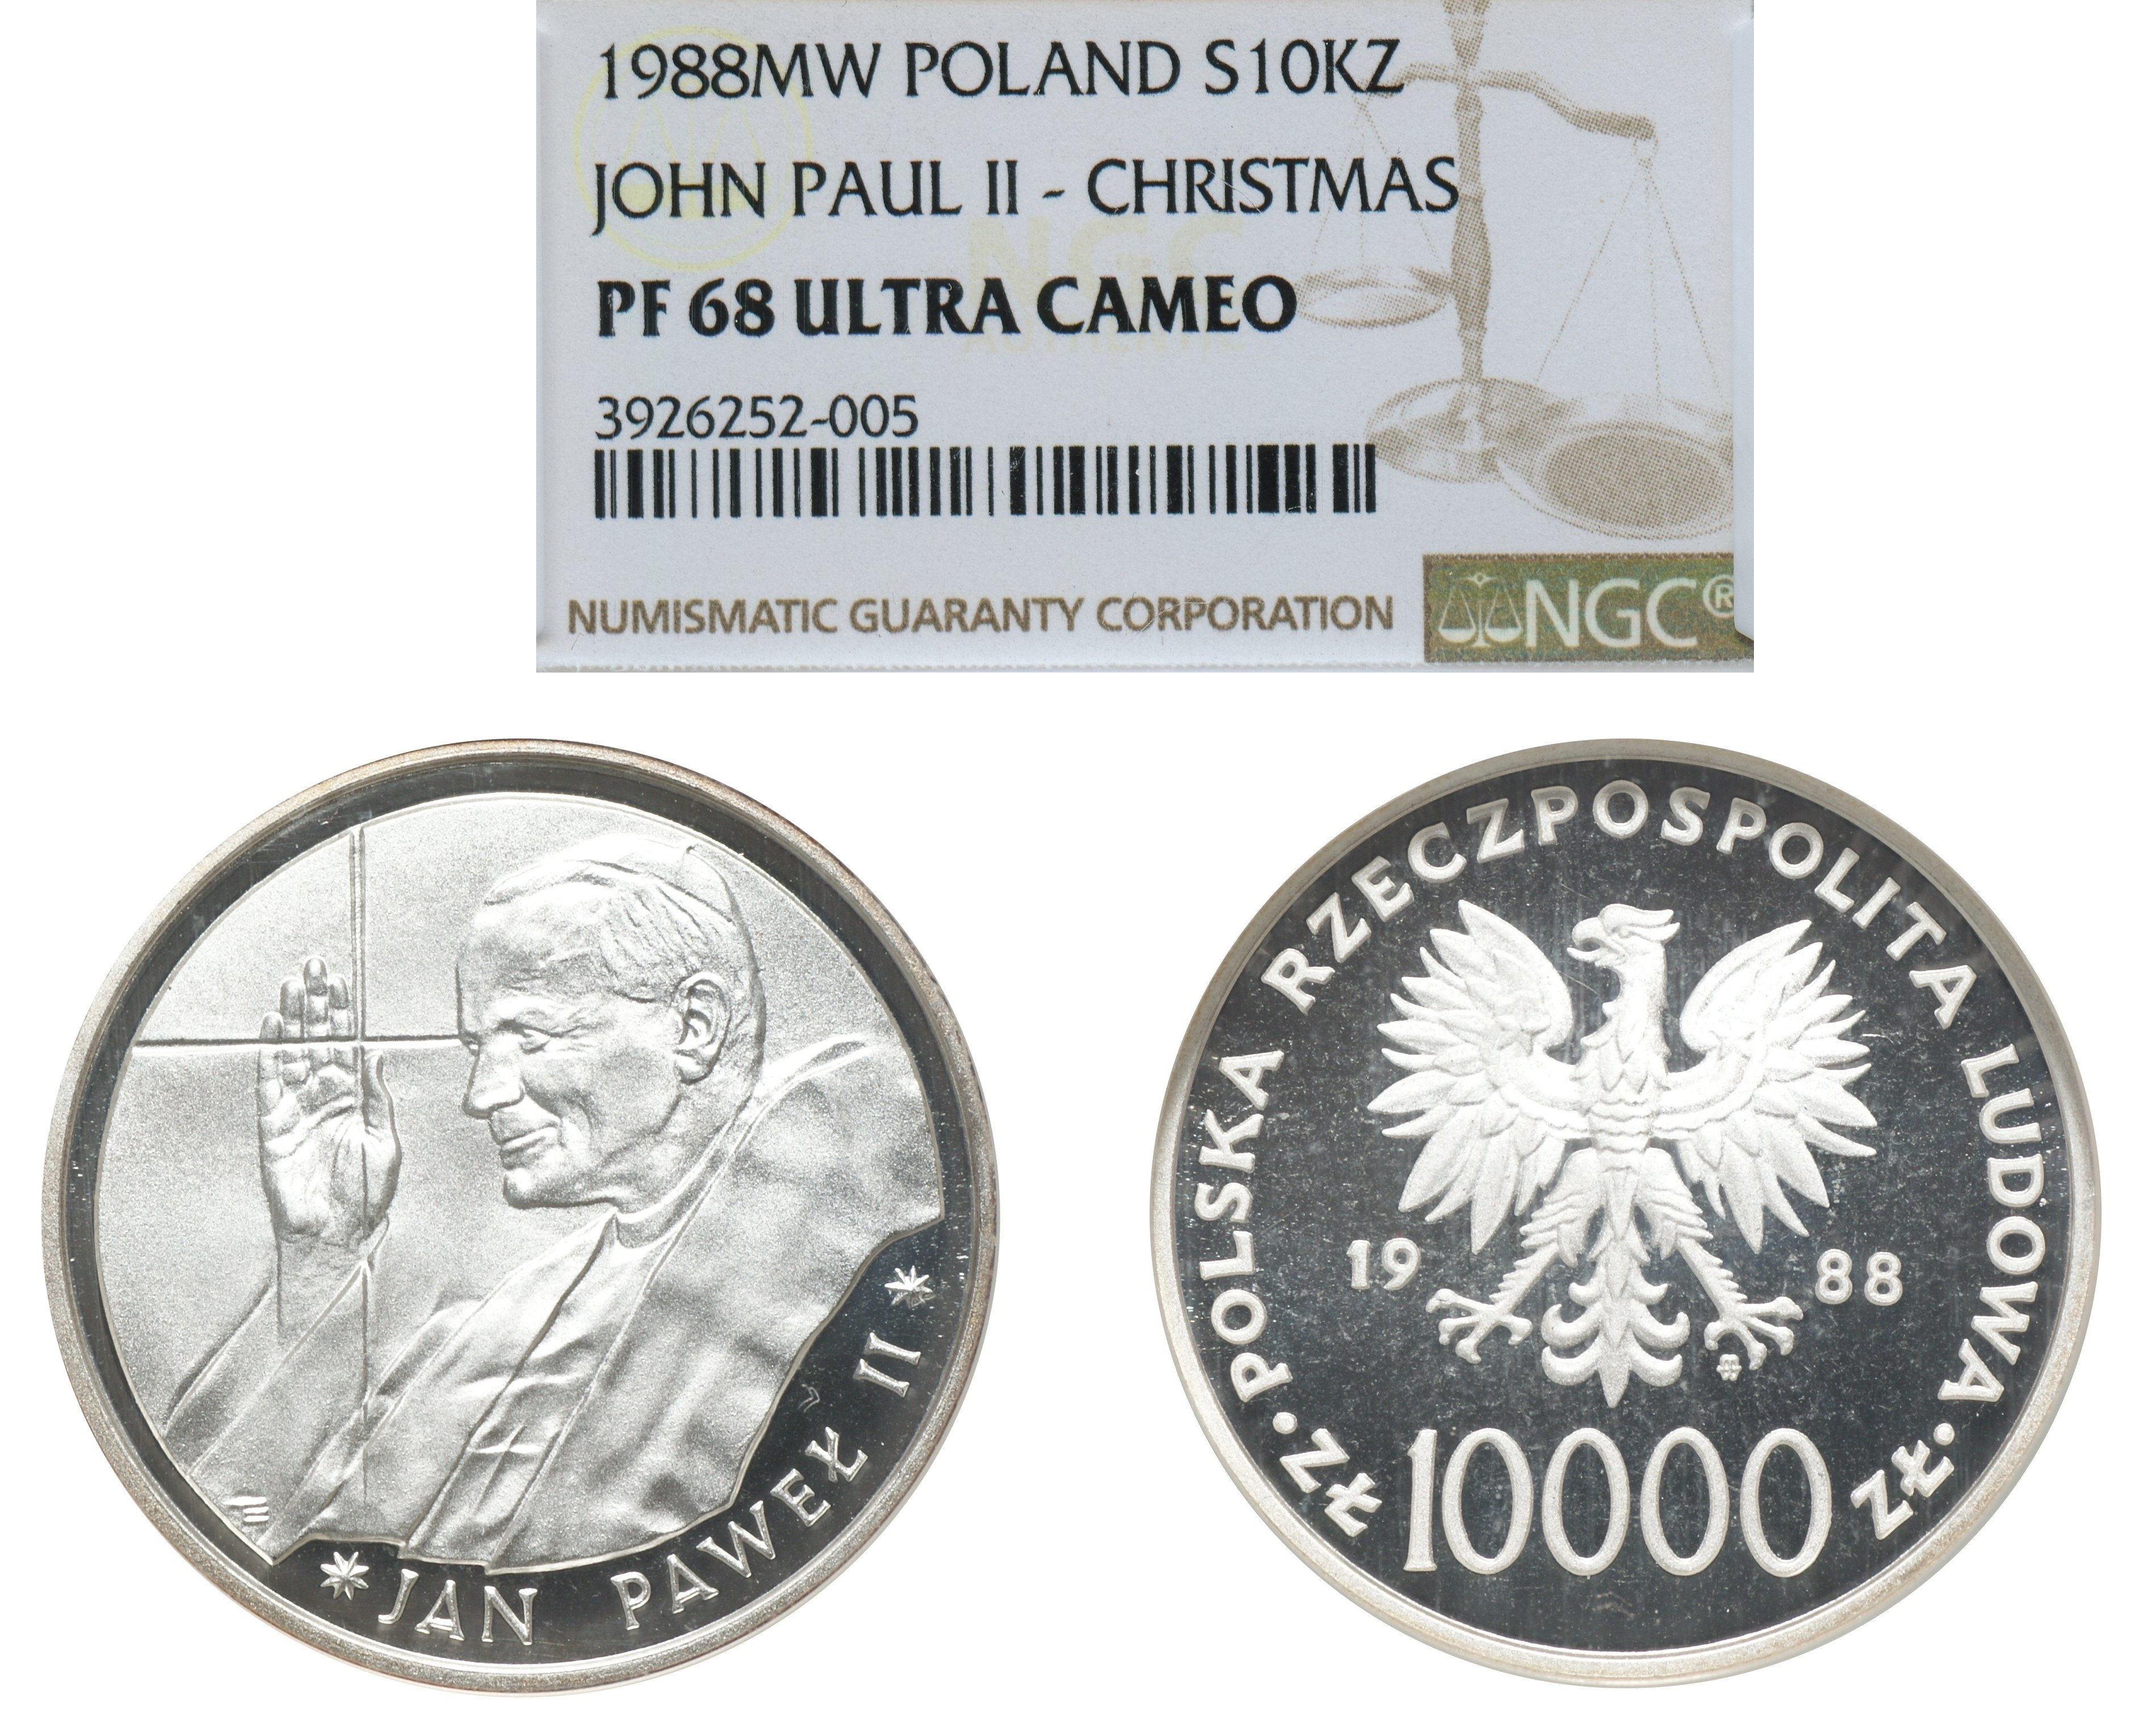 1988MW POLAND S10KZ
JOHN PAUL II - CHRISTMAS
PF 68 ULTRA CAMEO
3926252-005
NUMISMATIC GUARANTY CORPORATION
NGC®
* JAN PAWEŁ II *
POLSKA RZECZPOSPOLITA LUDOWA
19 88
ZŁ 10000 ZŁ